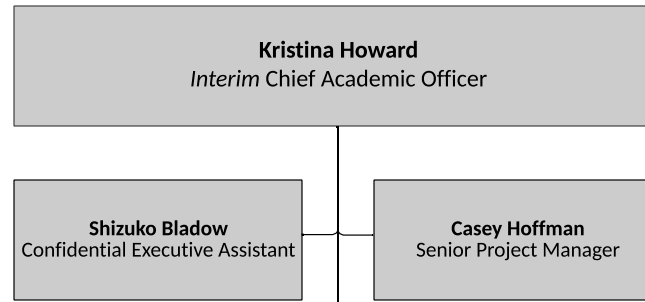 Kristina Howard
Interim Chief Academic Officer
Shizuko Bladow
Confidential Executive Assistant
Casey Hoffman
Senior Project Manager